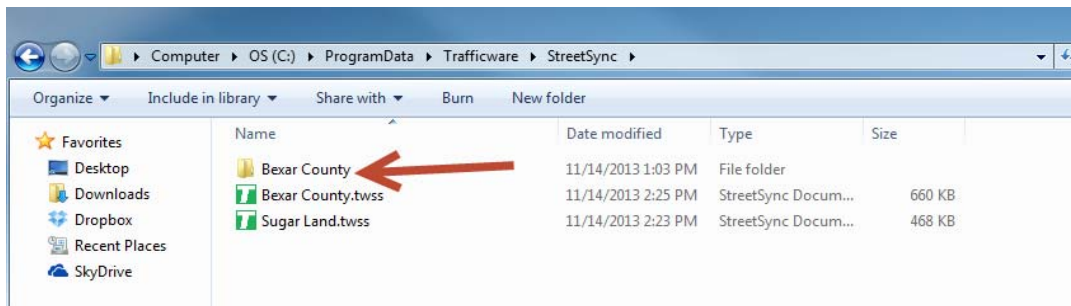 Computer ▸ OS (C:) ▸ ProgramData ▸ Trafficware ▸ StreetSync ▸
Organize ▾ Include in library ▾ Share with ▾ Burn New folder
Favorites
Desktop
Downloads
Dropbox
Recent Places
SkyDrive
Name Date modified Type Size
Bexar County 11/14/2013 1:03 PM File folder
Bexar County.twss 11/14/2013 2:25 PM StreetSync Docum... 660 KB
Sugar Land.twss 11/14/2013 2:23 PM StreetSync Docum... 468 KB